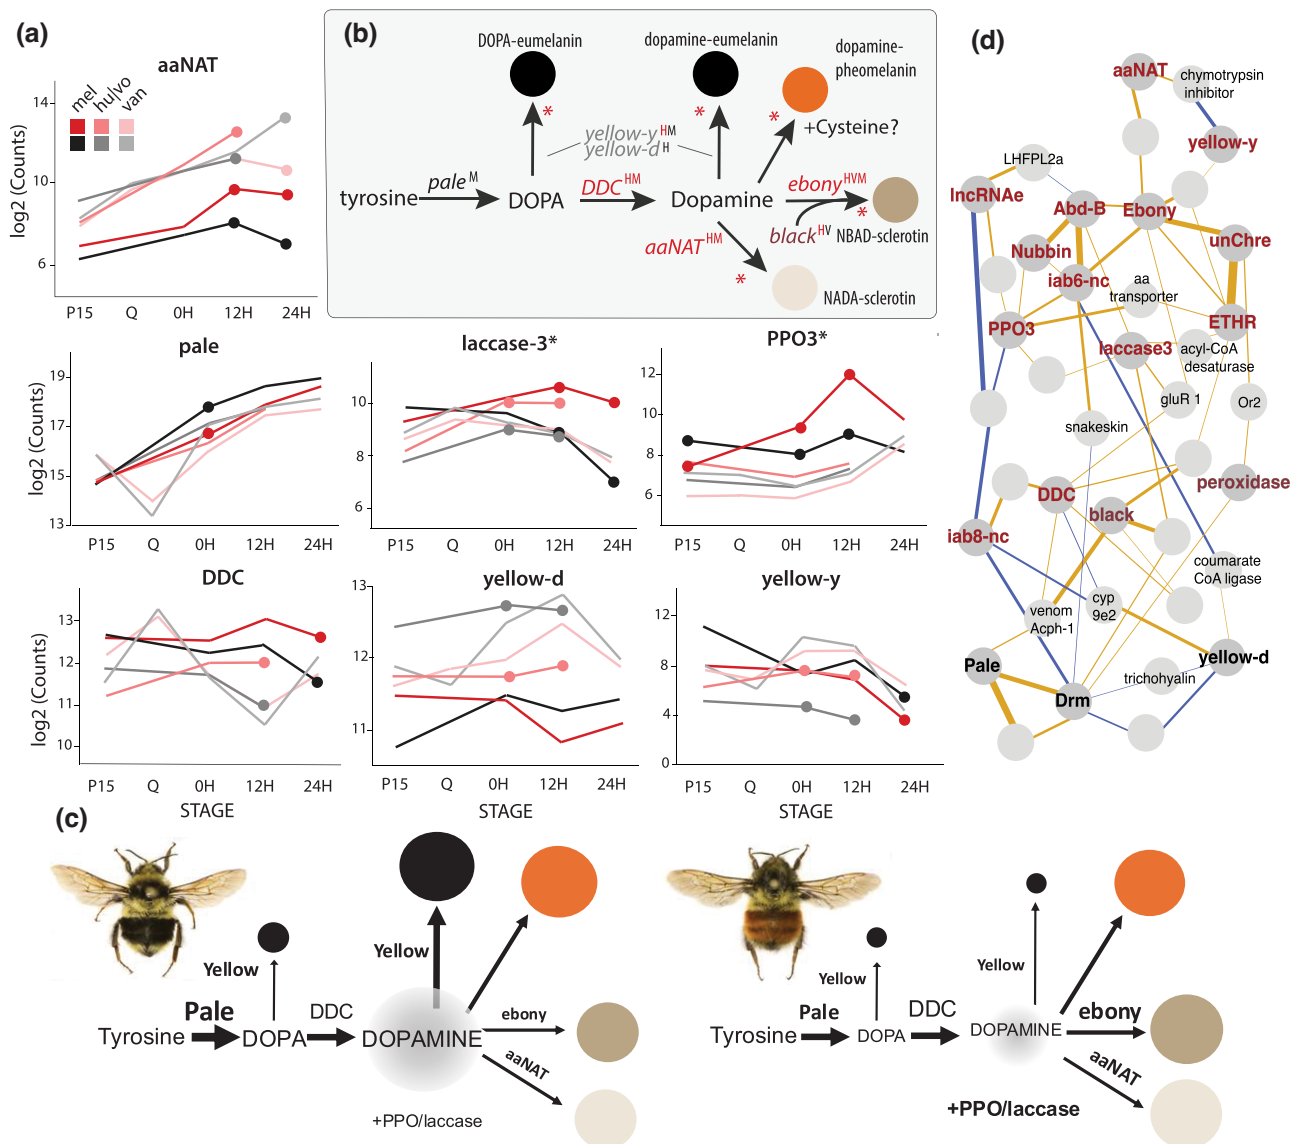 (a)
aaNAT
mel
hulvo
van
log2 (Counts)
14
10
6
P15 Q 0H 12H 24H
(b)
DOPA-eumelanin
dopamine-eumelanin
dopamine-
pheomelanin
*
*
*
+Cysteine?
yellow-y HM
yellow-d H
tyrosine
pale M
DOPA
DDC HM
Dopamine
ebony HVM
*
black HV
NBAD-sclerotin
aaNAT HM
*
NADA-sclerotin
pale
log2 (Counts)
19
17
15
13
P15 Q 0H 12H 24H
laccase-3*
10
8
6
P15 Q 0H 12H 24H
PPO3*
12
10
8
6
P15 Q 0H 12H 24H
DDC
log2 (Counts)
13
12
11
10
P15 Q 0H 12H 24H
STAGE
yellow-d
13
12
11
P15 Q 0H 12H 24H
STAGE
yellow-y
12
8
4
0
P15 Q 0H 12H 24H
STAGE
(d)
aaNAT
chymotrypsin
inhibitor
yellow-y
LHFPL2a
lncRNAe
Abd-B
Ebony
unChre
Nubbin
iab6-nc
aa
transporter
PPO3
ETHR
laccase3
acyl-CoA
desaturase
gluR 1
Or2
snakeskin
DDC
peroxidase
black
iab8-nc
coumarate
CoA ligase
cyp
9e2
venom
Acph-1
Pale
yellow-d
trichohyalin
Drm
(c)
Yellow
Yellow
Pale
DDC
ebony
Tyrosine
DOPA
DOPAMINE
aaNAT
+PPO/laccase
Yellow
Yellow
Pale
DDC
ebony
Tyrosine
DOPA
DOPAMINE
aaNAT
+PPO/laccase